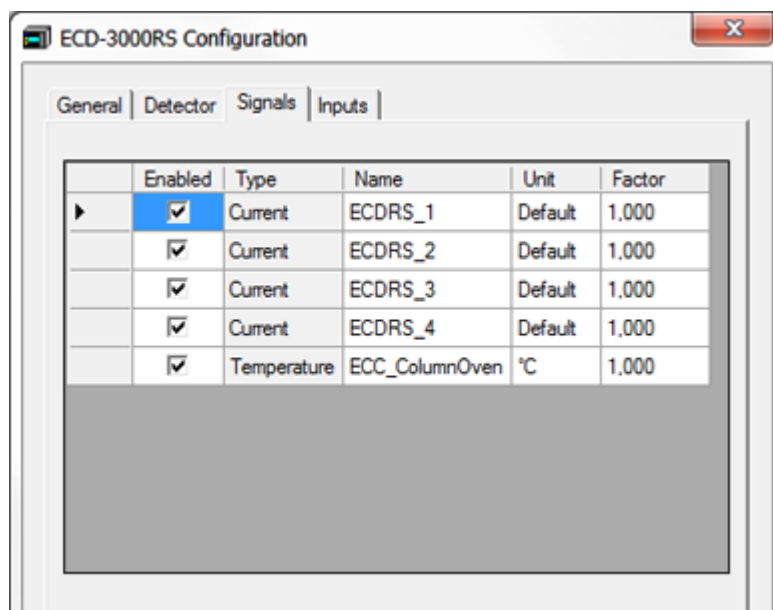 ECD-3000RS Configuration
General Detector Signals Inputs
Enabled Type Name Unit Factor
Current ECDRS_1 Default 1,000
Current ECDRS_2 Default 1,000
Current ECDRS_3 Default 1,000
Current ECDRS_4 Default 1,000
Temperature ECC_ColumnOven °C 1,000